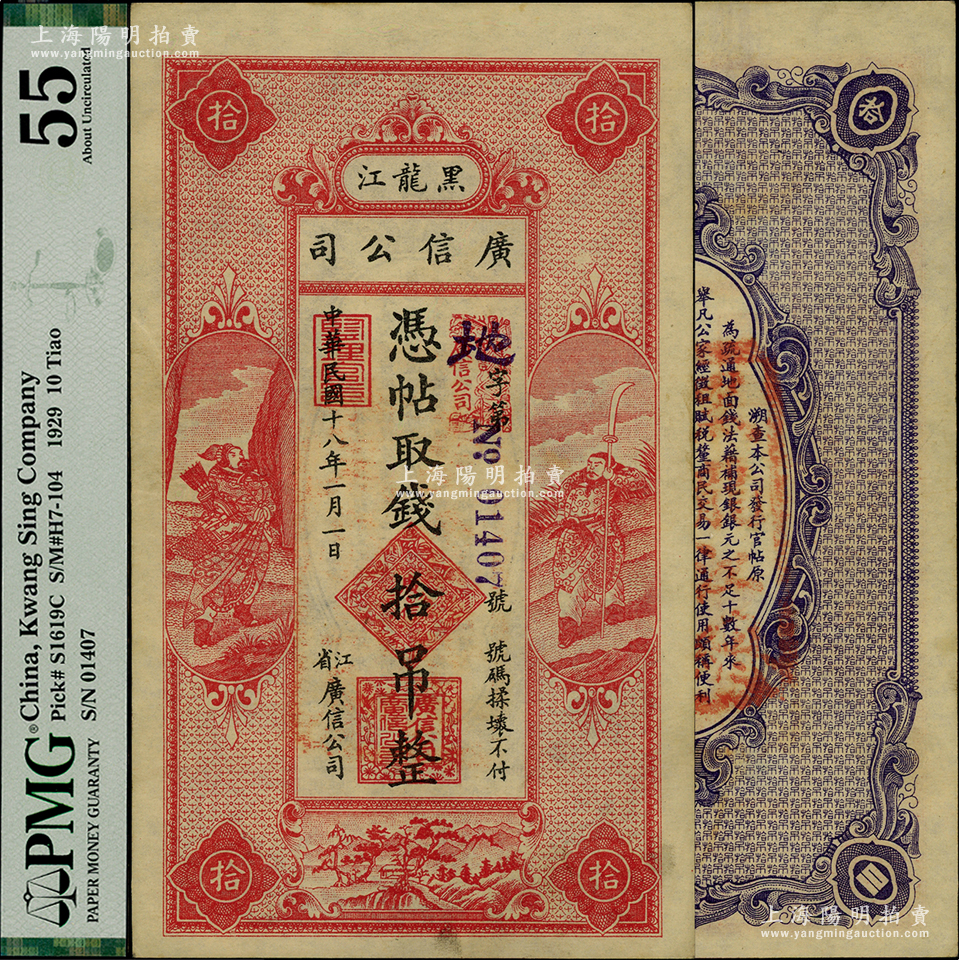 上海陽明拍賣
www.yangmingauction.com
PMG® China, Kwang Sing Company
Pick# S1619C S/M#H7-104 1929 10 Tiao
PAPER MONEY GUARANTY S/N 01407
55
About Uncirculated
拾
拾
江龍黑
司公信廣
地字第
No. 01407號
號碼揉壞不付
憑帖取錢拾吊整
中華民國十八年一月一日
江省廣信公司
上海陽明拍賣
www.yangmingauction.com
拾
拾
溯查本公司發行官帖原
為疏通地面錢法藉補現銀銀元之不足十數年來
舉凡公家經徵租賦稅釐商民交易一律通行使用頗稱便利
上海陽明拍賣
www.yangmingauction.com